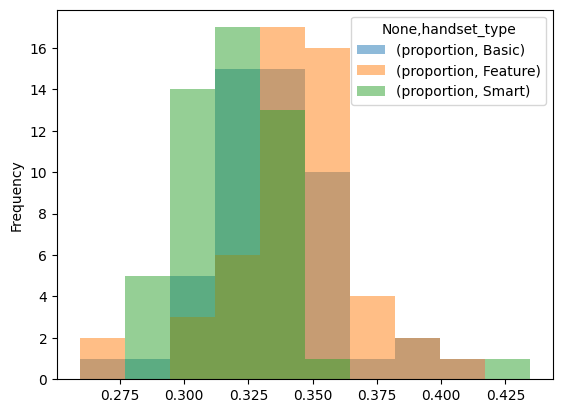 None,handset_type
(proportion, Basic)
(proportion, Feature)
(proportion, Smart)
Frequency
16
14
12
10
8
6
4
2
0
0.275 0.300 0.325 0.350 0.375 0.400 0.425